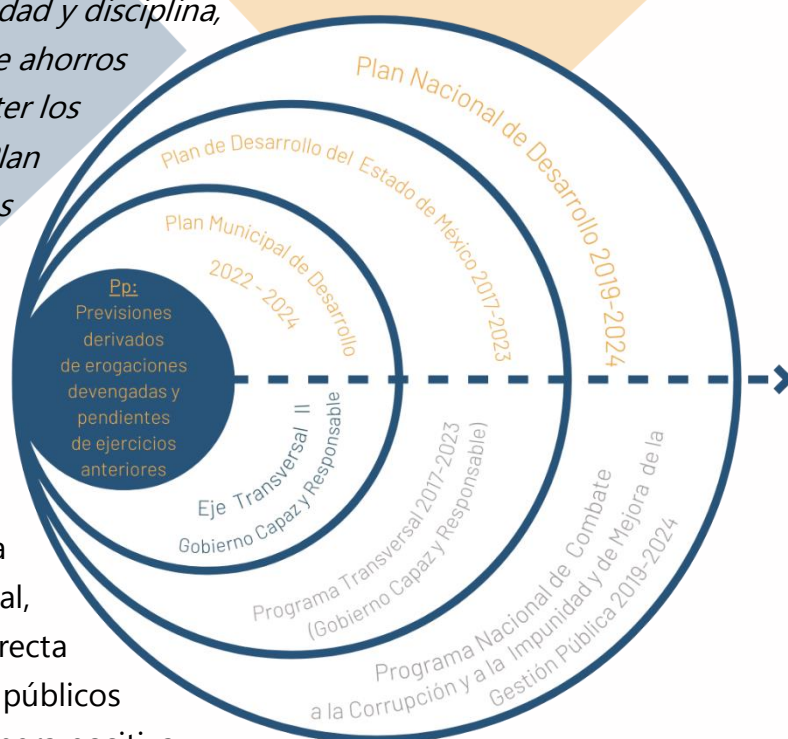 dad y disciplina,
e ahorros
ter los
Plan
s
Plan Nacional de Desarrollo 2019-2024
Plan de Desarrollo del Estado de México 2017-2023
Plan Municipal de Desarrollo
2022 - 2024
Pp:
Previsiones
derivados
de erogaciones
devengadas y
pendientes
de ejercicios
anteriores
Eje Transversal II
Gobierno Capaz y Responsable
Programa Transversal 2017-2023
(Gobierno Capaz y Responsable)
Programa Nacional de Combate
a la Corrupción y a la Impunidad y de Mejora de la
Gestión Pública 2019-2024
a
al,
recta
públicos